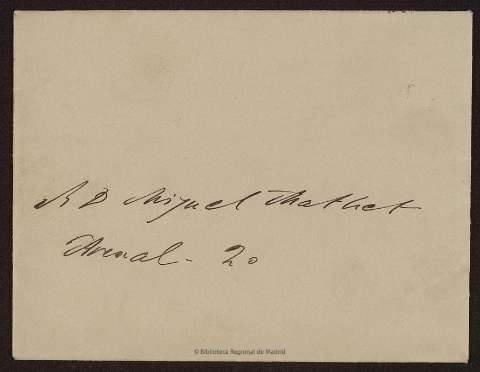 S D Miguel Mathet
Arenal - 20
© Biblioteca Regional de Madrid